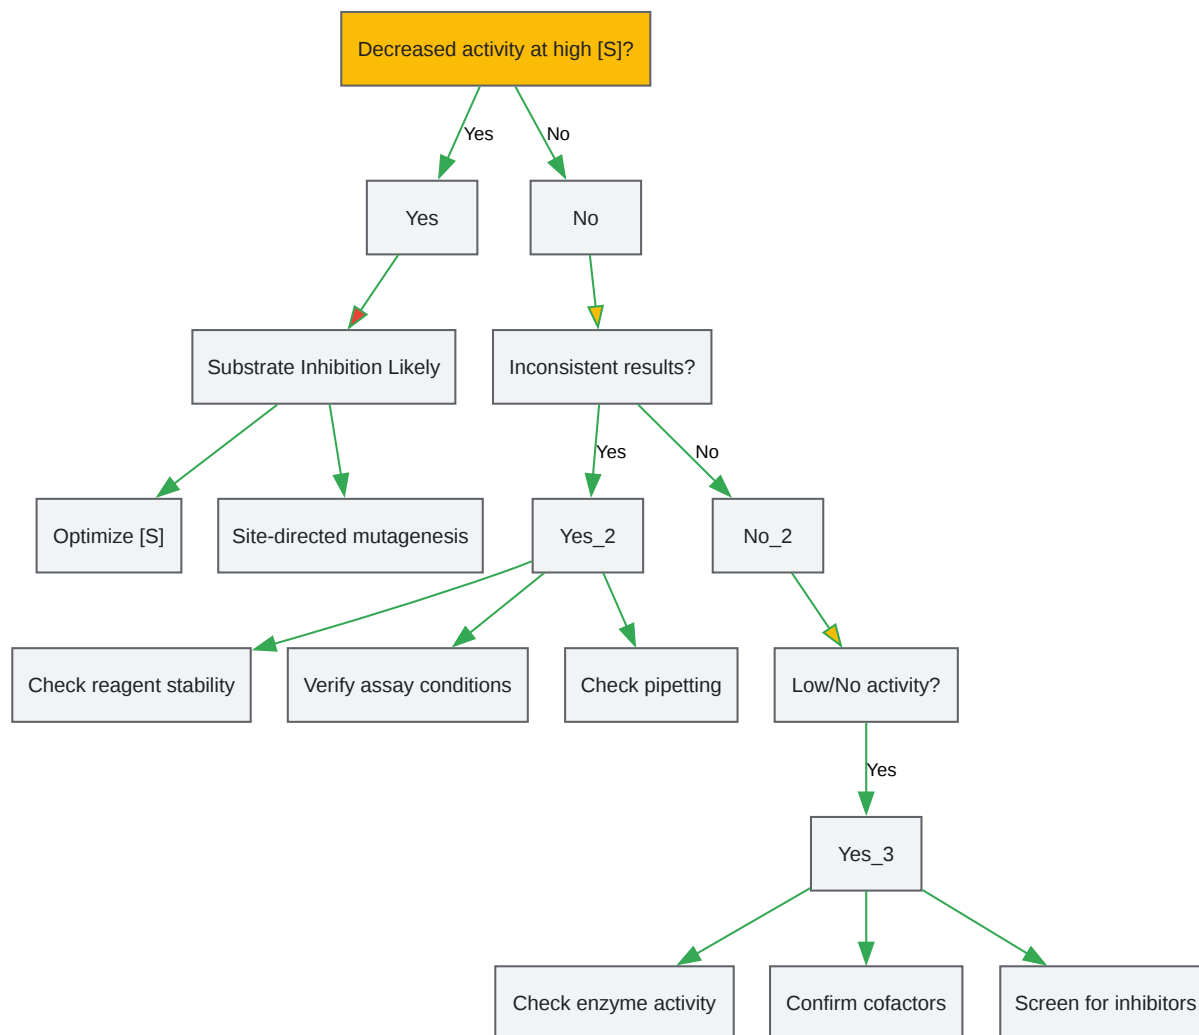 Decreased activity at high [S]?
Yes
No
Yes
No
Substrate Inhibition Likely
Inconsistent results?
Yes
No
Optimize [S]
Site-directed mutagenesis
Yes_2
No_2
Check reagent stability
Verify assay conditions
Check pipetting
Low/No activity?
Yes
Yes_3
Check enzyme activity
Confirm cofactors
Screen for inhibitors